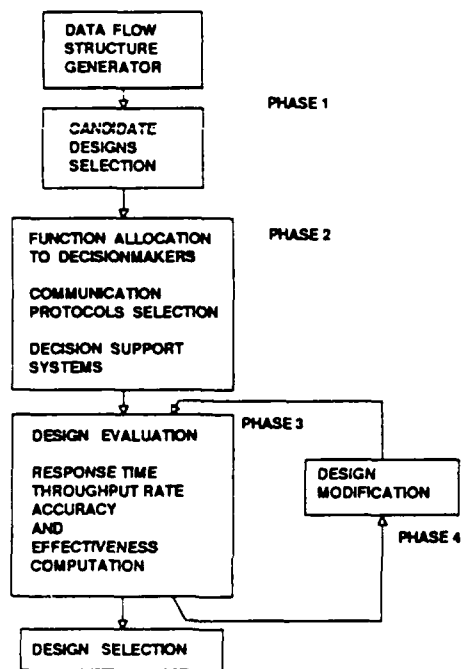 DATA FLOW
STRUCTURE
GENERATOR
PHASE 1
CANDIDATE
DESIGNS
SELECTION
FUNCTION ALLOCATION
TO DECISIONMAKERS
PHASE 2
COMMUNICATION
PROTOCOLS SELECTION
DECISION SUPPORT
SYSTEMS
PHASE 3
DESIGN EVALUATION
RESPONSE TIME
THROUGHPUT RATE
ACCURACY
AND
EFFECTIVENESS
COMPUTATION
DESIGN
MODIFICATION
PHASE 4
DESIGN SELECTION